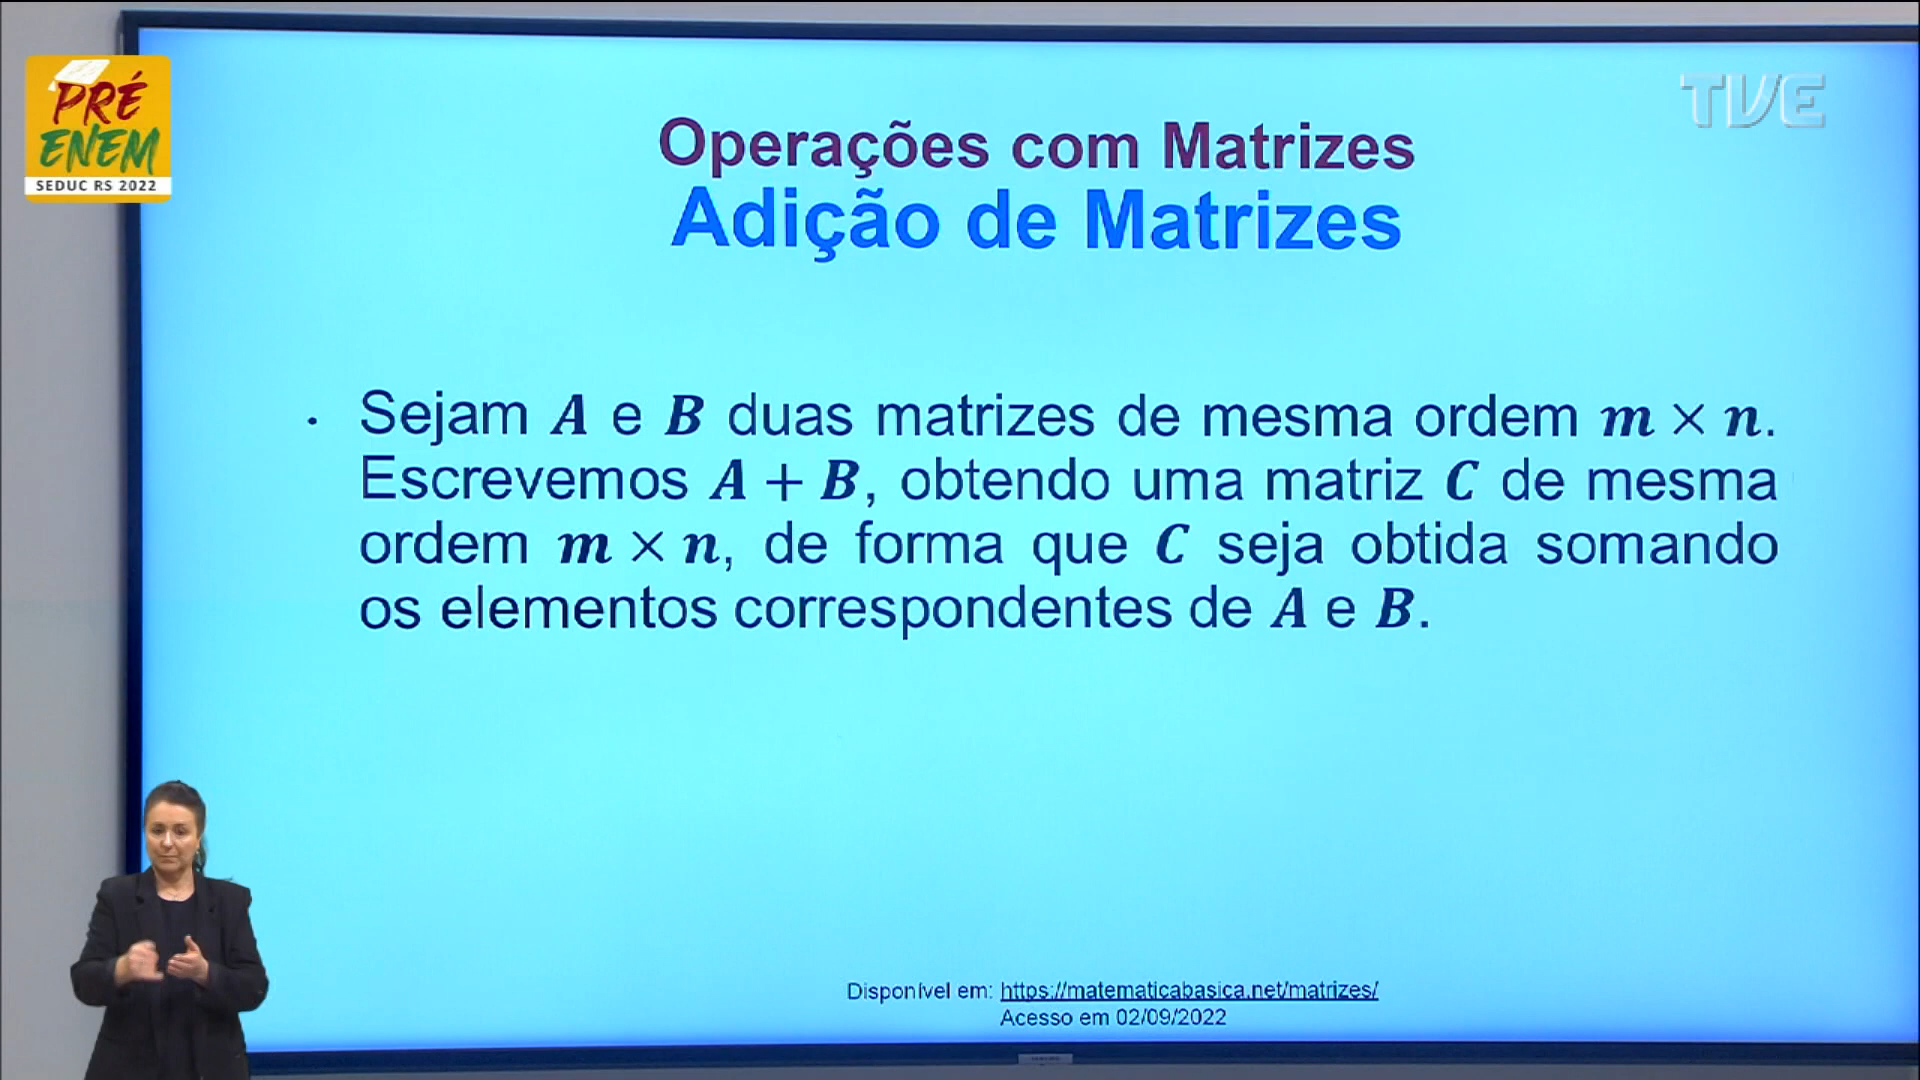 PRÉ
ENEM
SEDUC RS 2022
TVE
Operações com Matrizes
Adição de Matrizes
• Sejam A e B duas matrizes de mesma ordem m × n.
Escrevemos A + B, obtendo uma matriz C de mesma
ordem m × n, de forma que C seja obtida somando
os elementos correspondentes de A e B.
Disponível em: https://matematicabasica.net/matrizes/
Acesso em 02/09/2022